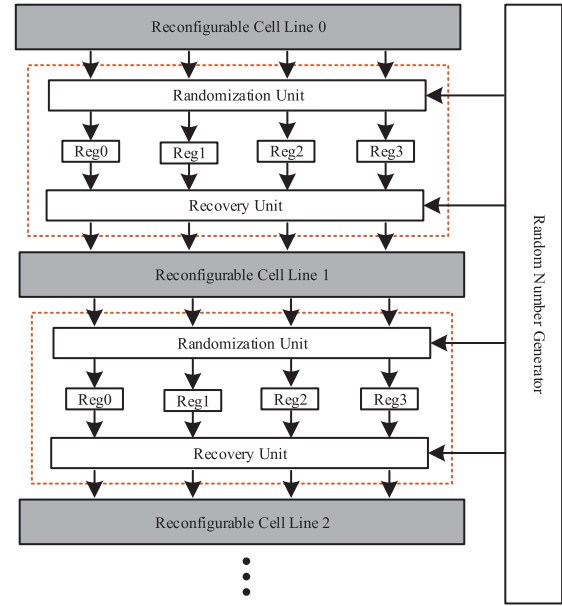 Reconfigurable Cell Line 0
Randomization Unit
Reg0
Reg1
Reg2
Reg3
Recovery Unit
Reconfigurable Cell Line 1
Randomization Unit
Reg0
Reg1
Reg2
Reg3
Recovery Unit
Reconfigurable Cell Line 2
Random Number Generator